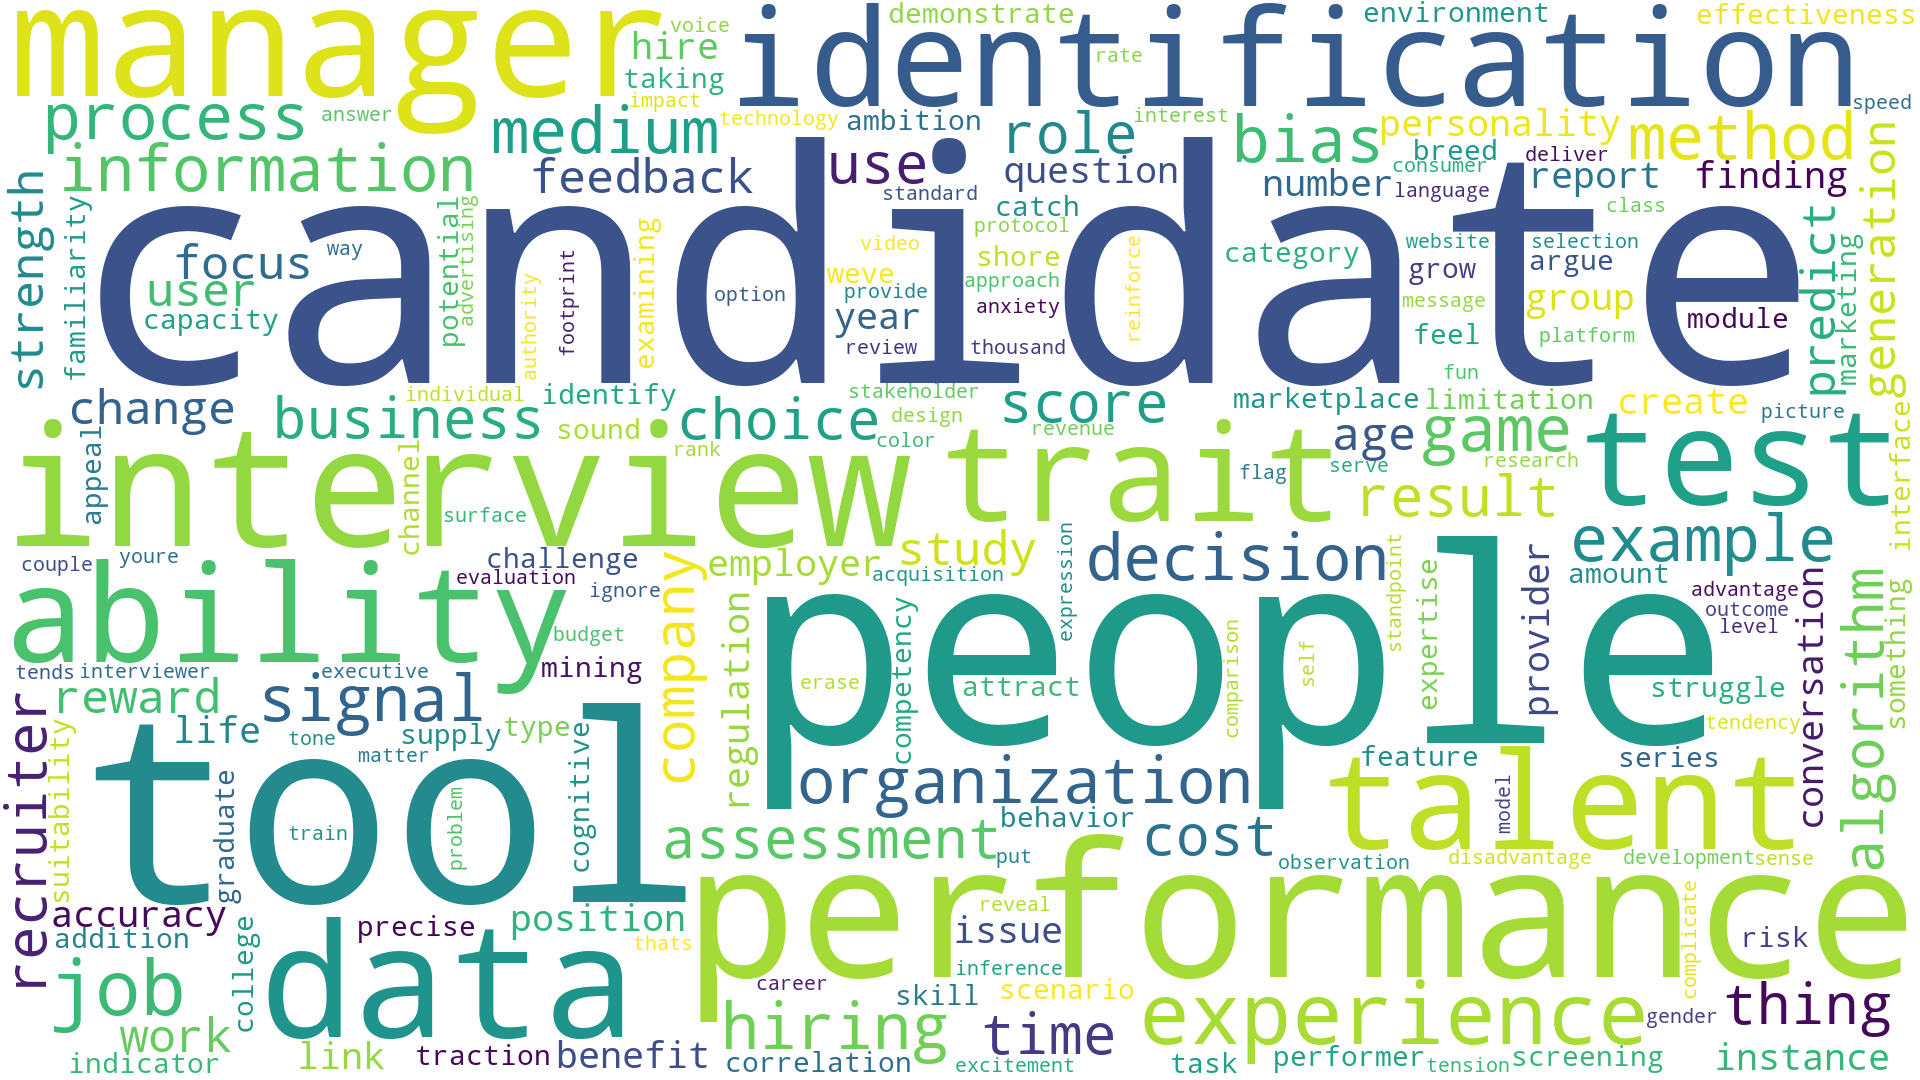 manager
voice
demonstrate
environment
effectiveness
hire
identification
rate
taking
process
answer
impact
technology
ambition
interest
speed
medium
role
bias
personality
method
information
feedback
use
question
breed
deliver
consumer
number
language
report
finding
standard
catch
class
generation
strength
familiarity
candidate
potential
advertising
examining
protocol
focus
way
video
shore
category
website
selection
predict
marketing
user
authority
footprint
weve
approach
grow
argue
capacity
option
provide
anxiety
reinforce
message
group
year
feel
platform
module
review
thousand
fun
change
individual
identify
stakeholder
marketplace
limitation
create
business
choice
design
score
picture
appeal
channel
sound
color
revenue
age
game
test
interface
interview
rank
trait
flag
serve
research
surface
result
couple
youre
challenge
company
employer
study
expression
decision
standpoint
example
evaluation
acquisition
provider
amount
ability
ignore
regulation
competency
people
expertise
conversation
advantage
algorithm
something
outcome
budget
comparison
level
tends
interviewer
executive
mining
erase
attract
self
struggle
recruiter
reward
signal
tendency
suitability
life
tone
supply
type
matter
cognitive
organization
feature
series
tool
graduate
train
problem
talent
model
assessment
behavior
cost
put
observation
disadvantage
development
sense
performance
accuracy
precise
position
reveal
addition
college
thats
issue
complicate
risk
job
data
inference
career
skill
scenario
experience
thing
work
hiring
time
gender
indicator
link
traction
benefit
correlation
excitement
task
performer
tension
screening
instance